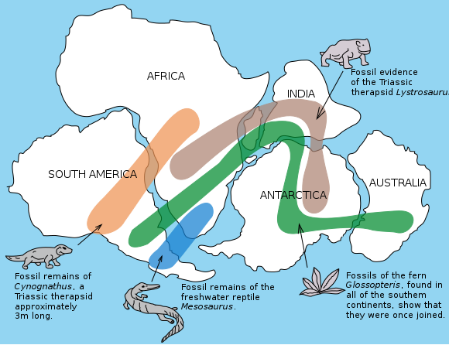 AFRICA
INDIA
Fossil evidence
of the Triassic
therapsid Lystrosaurus
SOUTH AMERICA
ANTARCTICA
AUSTRALIA
Fossil remains of
Cynognathus, a
Triassic therapsid
approximately
3m long.
Fossil remains of the
freshwater reptile
Mesosaurus.
Fossils of the fern
Glossopteris, found in
all of the southern
continents, show that
they were once joined.